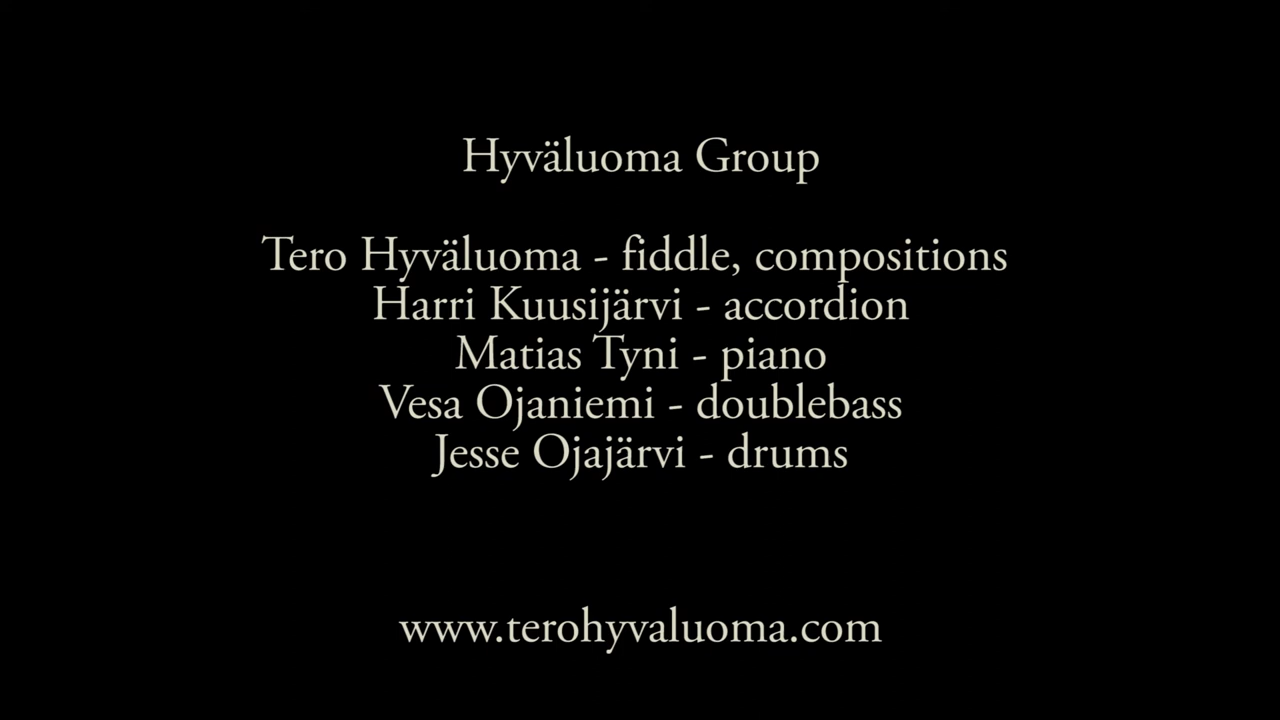 Hyväluoma Group
Tero Hyväluoma - fiddle, compositions
Harri Kuusijärvi - accordion
Matias Tyni - piano
Vesa Ojaniemi - doublebass
Jesse Ojajärvi - drums
www.terohyvaluoma.com